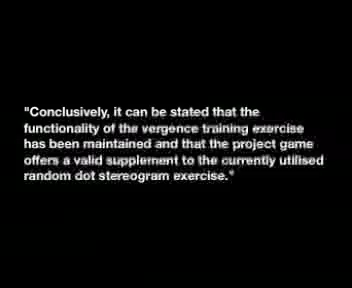 "Conclusively, it can be stated that the
functionality of the vergence training exercise
has been maintained and that the project game
offers a valid supplement to the currently utilised
random dot stereogram exercise."